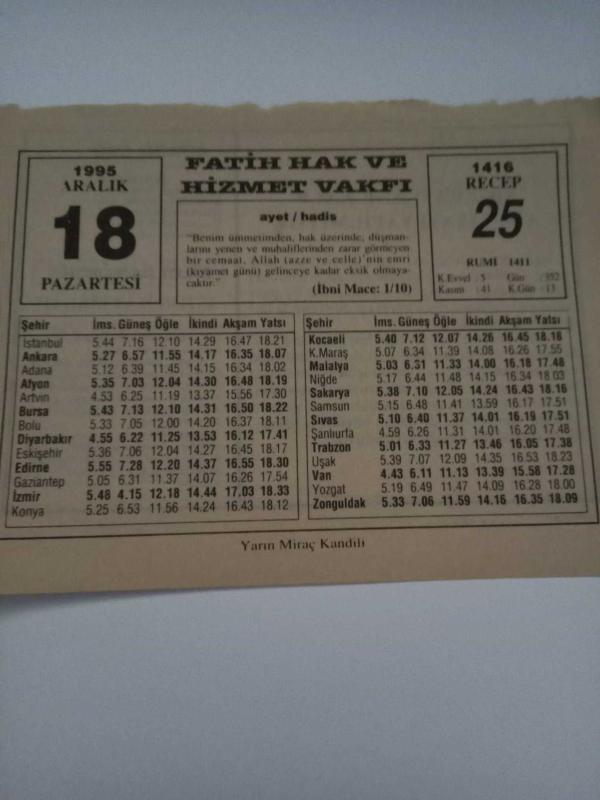 1995
ARALIK
18
PAZARTESİ
FATİH HAK VE
HİZMET VAKFI
ayet / hadis
"Benim ümmetimden, hak üzerinde, düşman-
larını yenen ve muhaliflerinden zarar görmeyen
bir cemaat, Allah (azze ve celle)'nin emri
(kıyamet günü) gelinceye kadar eksik olmaya-
caktır."
(İbni Mace: 1/10)
1416
RECEP
25
RUMİ 1411
K.Evvel : 5 Gün : 352
Kasım : 41 K.Gün : 13
Şehir İms. Güneş Öğle İkindi Akşam Yatsı
İstanbul 5.44 7.16 12.10 14.29 16.47 18.21
Ankara 5.27 6.57 11.55 14.17 16.35 18.07
Adana 5.12 6.39 11.45 14.15 16.34 18.02
Afyon 5.35 7.03 12.04 14.30 16.48 18.19
Artvin 4.53 6.25 11.19 13.37 15.56 17.30
Bursa 5.43 7.13 12.10 14.31 16.50 18.22
Bolu 5.33 7.05 12.00 14.20 16.37 18.11
Diyarbakır 4.55 6.22 11.25 13.53 16.12 17.41
Eskişehir 5.36 7.06 12.04 14.27 16.45 18.17
Edirne 5.55 7.28 12.20 14.37 16.55 18.30
Gaziantep 5.05 6.31 11.37 14.07 16.26 17.54
İzmir 5.48 4.15 12.18 14.44 17.03 18.33
Konya 5.25 6.53 11.56 14.24 16.43 18.12
Şehir İms. Güneş Öğle İkindi Akşam Yatsı
Kocaeli 5.40 7.12 12.07 14.26 16.45 18.18
K.Maraş 5.07 6.34 11.39 14.08 16.26 17.55
Malatya 5.03 6.31 11.33 14.00 16.18 17.48
Niğde 5.17 6.44 11.48 14.15 16.34 18.03
Sakarya 5.38 7.10 12.05 14.24 16.43 18.16
Samsun 5.15 6.48 11.41 13.59 16.17 17.51
Sıvas 5.10 6.40 11.37 14.01 16.19 17.51
Şanlıurfa 4.59 6.26 11.31 14.01 16.20 17.48
Trabzon 5.01 6.33 11.27 13.46 16.05 17.38
Uşak 5.39 7.07 12.09 14.35 16.53 18.23
Van 4.43 6.11 11.13 13.39 15.58 17.28
Yozgat 5.19 6.49 11.47 14.09 16.28 18.00
Zonguldak 5.33 7.06 11.59 14.16 16.35 18.09
Yarın Miraç Kandili